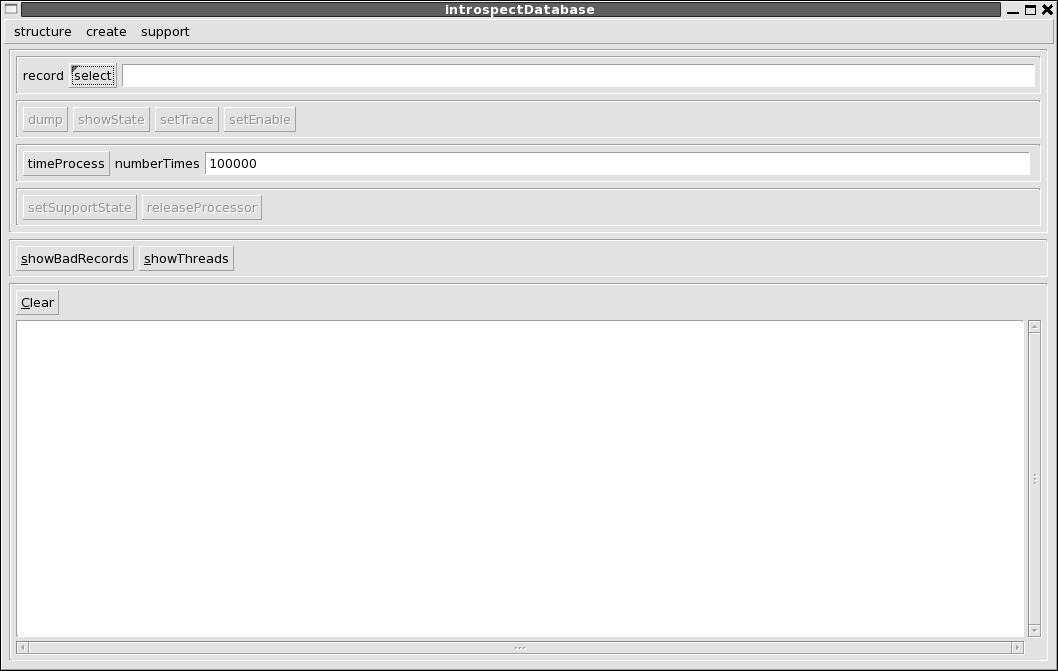 introspectDatabase
structure create support
record select
dump showState setTrace setEnable
timeProcess numberTimes 100000
setSupportState releaseProcessor
showBadRecords showThreads
Clear